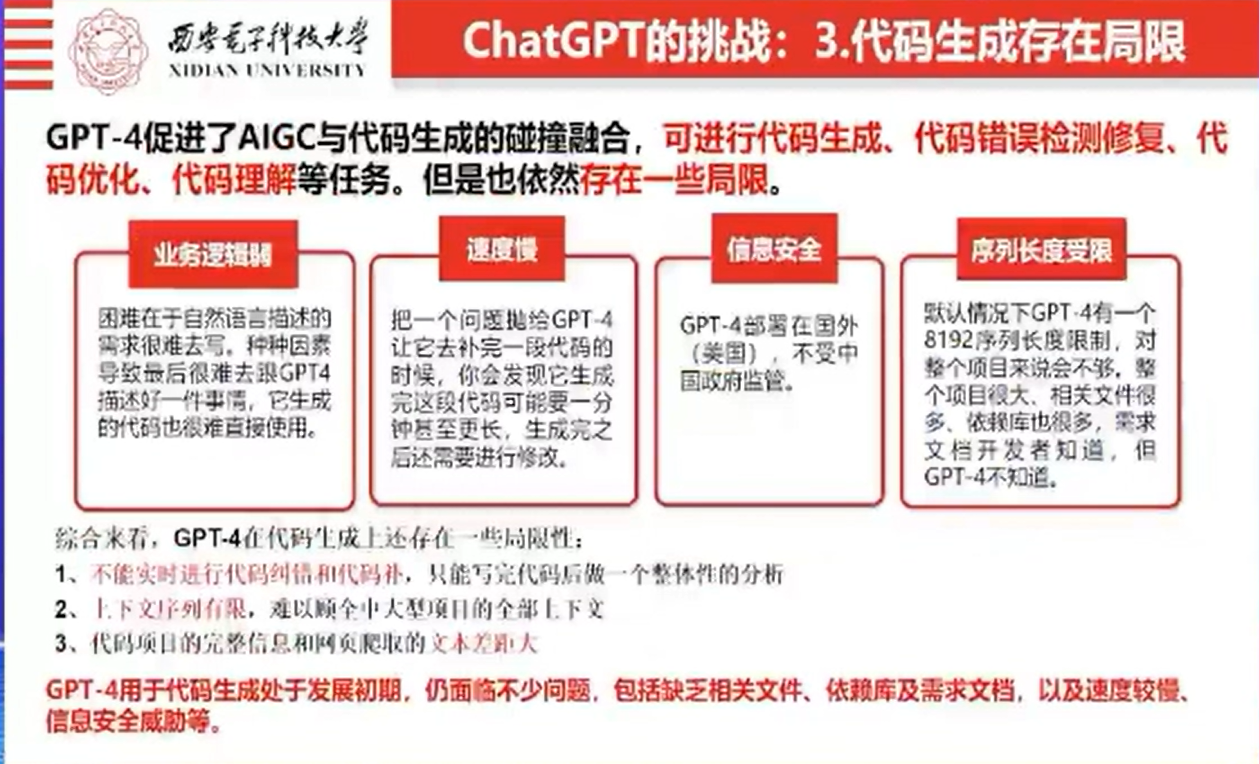 西安电子科技大学
XIDIAN UNIVERSITY
ChatGPT的挑战：3.代码生成存在局限
GPT-4促进了AIGC与代码生成的碰撞融合，可进行代码生成、代码错误检测修复、代
码优化、代码理解等任务。但是也依然存在一些局限。
业务逻辑弱
困难在于自然语言描述的
需求很难去写。种种因素
导致最后很难去跟GPT4
描述好一件事情，它生成
的代码也很难直接使用。
速度慢
把一个问题抛给GPT-4
让它去补完一段代码的
时候，你会发现它生成
完这段代码可能要一分
钟甚至更长，生成完之
后还需要进行修改。
信息安全
GPT-4部署在国外
（美国），不受中
国政府监管。
序列长度受限
默认情况下GPT-4有一个
8192序列长度限制，对
整个项目来说会不够，整
个项目很大、相关文件很
多、依赖库也很多，需求
文档开发者知道，但
GPT-4不知道。
综合来看，GPT-4在代码生成上还存在一些局限性：
1、不能实时进行代码纠错和代码补，只能写完代码后做一个整体性的分析
2、上下文序列有限，难以顾全中大型项目的全部上下文
3、代码项目的完整信息和网页爬取的文本差距大
GPT-4用于代码生成处于发展初期，仍面临不少问题，包括缺乏相关文件、依赖库及需求文档，以及速度较慢、
信息安全威胁等。